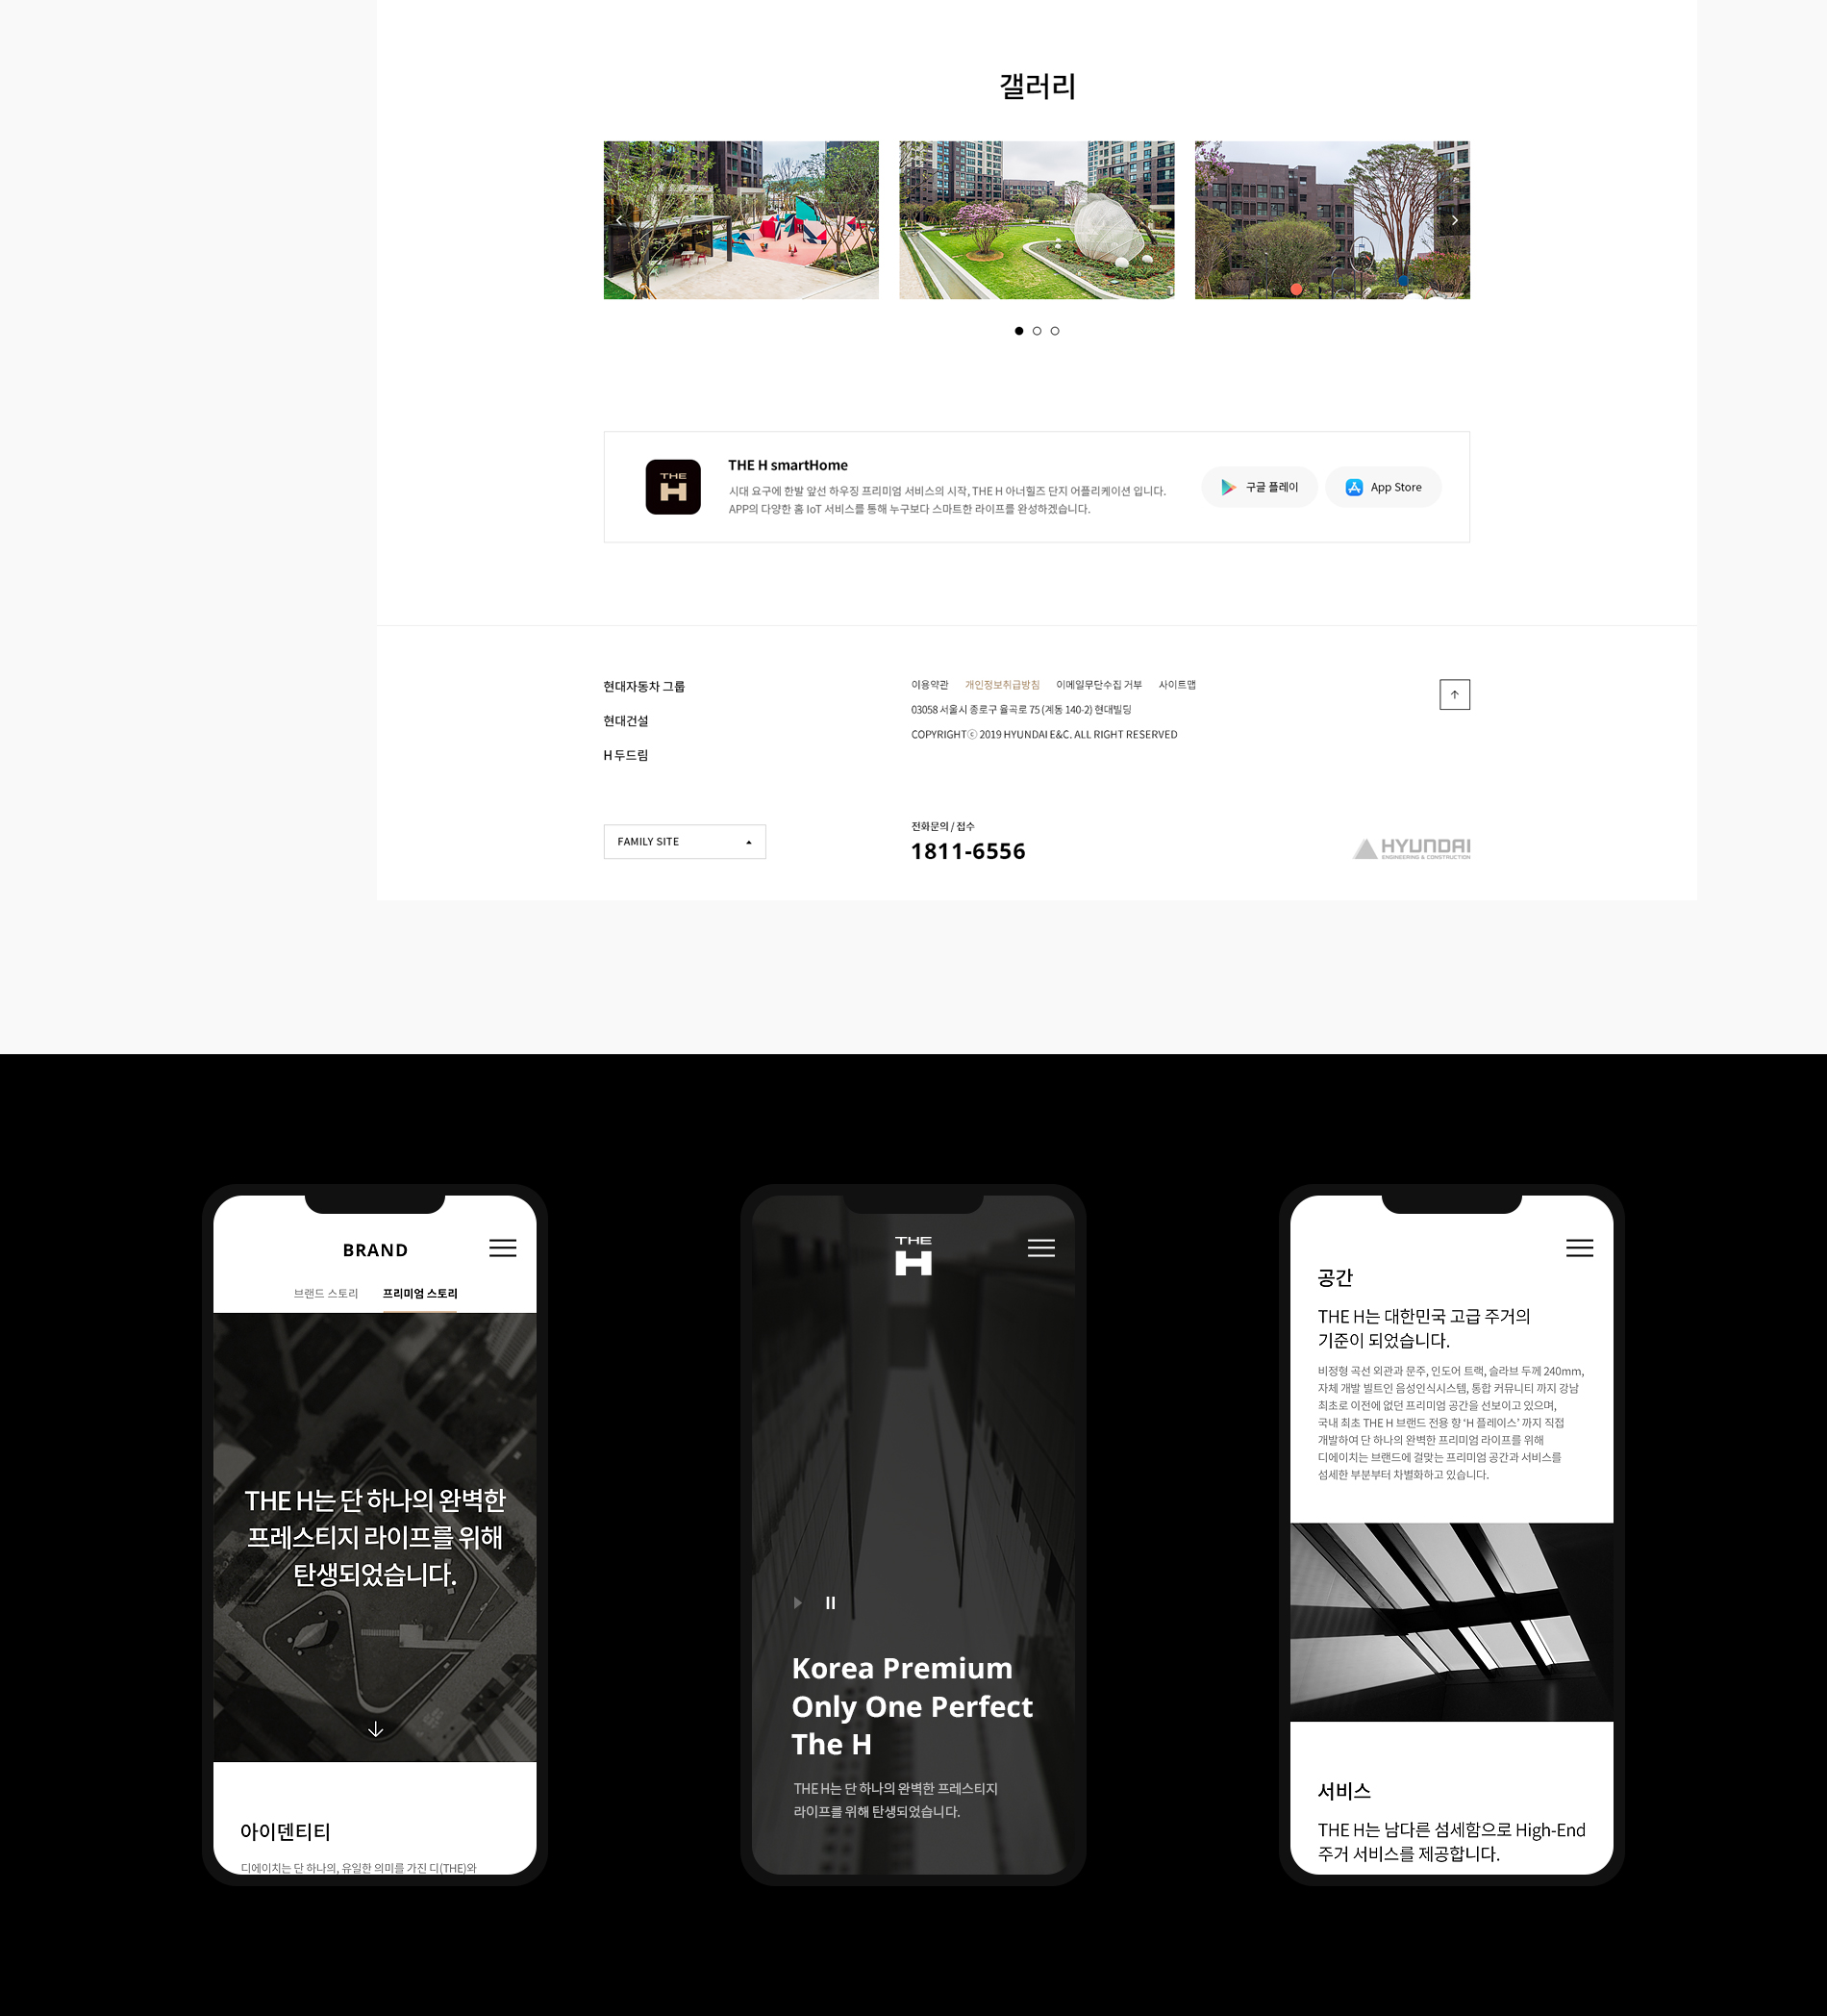 갤러리
THE H
THE H smartHome
시대 요구에 한발 앞선 하우징 프리미엄 서비스의 시작, THE H 아너힐즈 단지 어플리케이션 입니다.
APP의 다양한 홈 IoT 서비스를 통해 누구보다 스마트한 라이프를 완성하겠습니다.
구글 플레이
App Store
현대자동차 그룹
현대건설
H 두드림
이용약관 개인정보취급방침 이메일무단수집 거부 사이트맵
03058 서울시 종로구 율곡로 75 (계동 140-2) 현대빌딩
COPYRIGHTⓒ 2019 HYUNDAI E&C. ALL RIGHT RESERVED
FAMILY SITE
전화문의 / 접수
1811-6556
HYUNDAI
ENGINEERING & CONSTRUCTION
BRAND
브랜드 스토리 프리미엄 스토리
THE H는 단 하나의 완벽한
프레스티지 라이프를 위해
탄생되었습니다.
아이덴티티
디에이치는 단 하나의, 유일한 의미를 가진 디(THE)와
THE
H
Korea Premium
Only One Perfect
The H
THE H는 단 하나의 완벽한 프레스티지
라이프를 위해 탄생되었습니다.
공간
THE H는 대한민국 고급 주거의
기준이 되었습니다.
비정형 곡선 외관과 문주, 인도어 트랙, 슬라브 두께 240mm,
자체 개발 빌트인 음성인식시스템, 통합 커뮤니티 까지 강남
최초로 이전에 없던 프리미엄 공간을 선보이고 있으며,
국내 최초 THE H 브랜드 전용 향 ‘H 플레이스’ 까지 직접
개발하여 단 하나의 완벽한 프리미엄 라이프를 위해
디에이치는 브랜드에 걸맞는 프리미엄 공간과 서비스를
섬세한 부분부터 차별화하고 있습니다.
서비스
THE H는 남다른 섬세함으로 High-End
주거 서비스를 제공합니다.